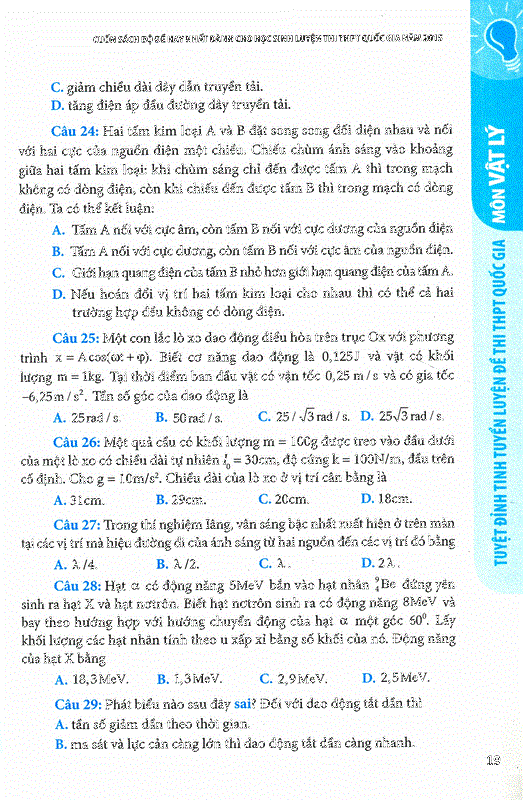 CUỐN SÁCH BỘ ĐỀ HAY NHẤT DÀNH CHO HỌC SINH LUYỆN THI THPT QUỐC GIA NĂM 2015
C. giảm chiều dài dây dẫn truyền tải.
D. tăng điện áp đầu đường dây truyền tải.
Câu 24: Hai tấm kim loại A và B đặt song song đối diện nhau và nối
với hai cực của nguồn điện một chiều. Chiếu chùm ánh sáng vào khoảng
giữa hai tấm kim loại: khi chùm sáng chỉ đến được tấm A thì trong mạch
không có dòng điện, còn khi chiếu đến được tấm B thì trong mạch có dòng
điện. Ta có thể kết luận:
A. Tấm A nối với cực âm, còn tấm B nối với cực dương của nguồn điện
B. Tấm A nối với cực dương, còn tấm B nối với cực âm của nguồn điện.
C. Giới hạn quang điện của tấm B nhỏ hơn giới hạn quang điện của tấm A.
D. Nếu hoán đổi vị trí hai tấm kim loại cho nhau thì có thể cả hai
trường hợp đều không có dòng điện.
Câu 25: Một con lắc lò xo dao động điều hòa trên trục Ox với phương
trình x = Acos(ωt + φ). Biết cơ năng dao động là 0,125J và vật có khối
lượng m = 1kg. Tại thời điểm ban đầu vật có vận tốc 0,25 m / s và có gia tốc
−6,25 m / s². Tần số góc của dao động là
A. 25rad / s. B. 50rad / s. C. 25 / √3 rad / s. D. 25√3 rad / s.
Câu 26: Một quả cầu có khối lượng m = 100g được treo vào đầu dưới
của một lò xo có chiều dài tự nhiên l₀ = 30cm, độ cứng k = 100N/m, đầu trên
cố định. Cho g = 10m/s². Chiều dài của lò xo ở vị trí cân bằng là
A. 31cm. B. 29cm. C. 20cm. D. 18cm.
Câu 27: Trong thí nghiệm Iâng, vân sáng bậc nhất xuất hiện ở trên màn
tại các vị trí mà hiệu đường đi của ánh sáng từ hai nguồn đến các vị trí đó bằng
A. λ /4. B. λ /2. C. λ . D. 2λ .
Câu 28: Hạt α có động năng 5MeV bắn vào hạt nhân ⁹₄Be đứng yên
sinh ra hạt X và hạt nơtrôn. Biết hạt nơtrôn sinh ra có động năng 8MeV và
bay theo hướng hợp với hướng chuyển động của hạt α một góc 60⁰. Lấy
khối lượng các hạt nhân tính theo u xấp xỉ bằng số khối của nó. Động năng
của hạt X bằng
A. 18,3MeV. B. 1,3MeV. C. 2,9MeV. D. 2,5MeV.
Câu 29: Phát biểu nào sau đây sai? Đối với dao động tắt dần thì
A. tần số giảm dần theo thời gian.
B. ma sát và lực cản càng lớn thì dao động tắt dần càng nhanh.
13
TUYỆT ĐỈNH TINH TUYỂN LUYỆN ĐỀ THI THPT QUỐC GIA MÔN VẬT LÝ